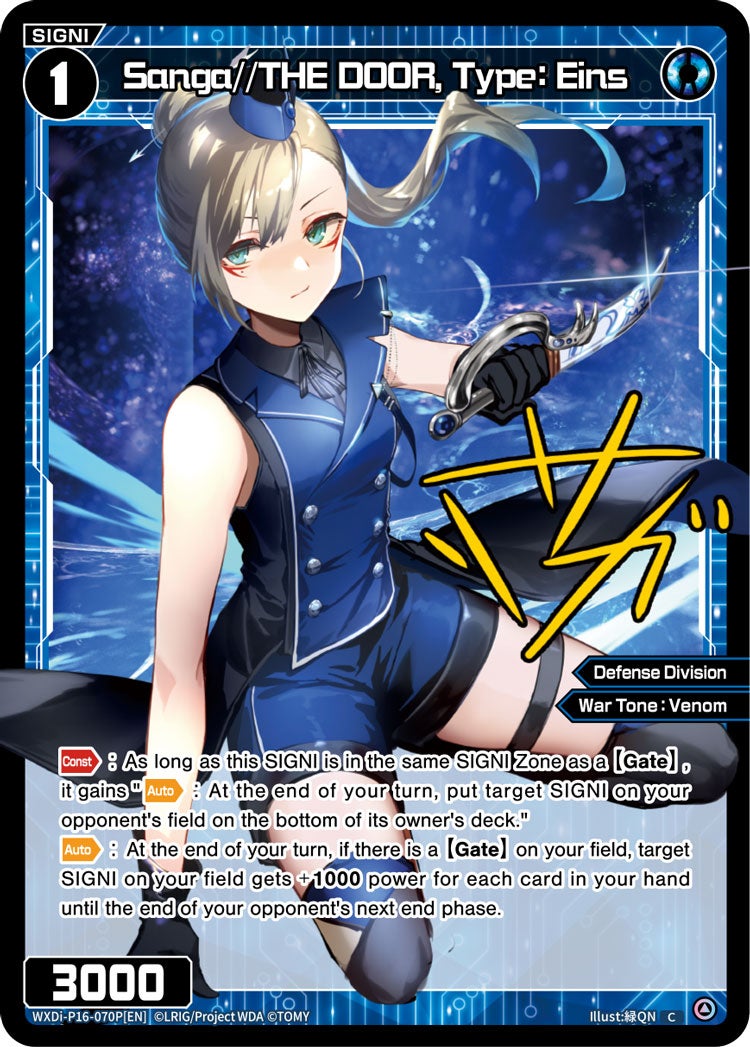 SIGNI
1
Sanga//THE DOOR, Type: Eins
サンガ
Defense Division
War Tone：Venom
Const : As long as this SIGNI is in the same SIGNI Zone as a 【Gate】,
it gains "Auto : At the end of your turn, put target SIGNI on your
opponent's field on the bottom of its owner's deck."
Auto : At the end of your turn, if there is a 【Gate】 on your field, target
SIGNI on your field gets +1000 power for each card in your hand
until the end of your opponent's next end phase.
3000
WXDi-P16-070P[EN] ©LRIG/Project WDA ©TOMY
Illust:緑QN C